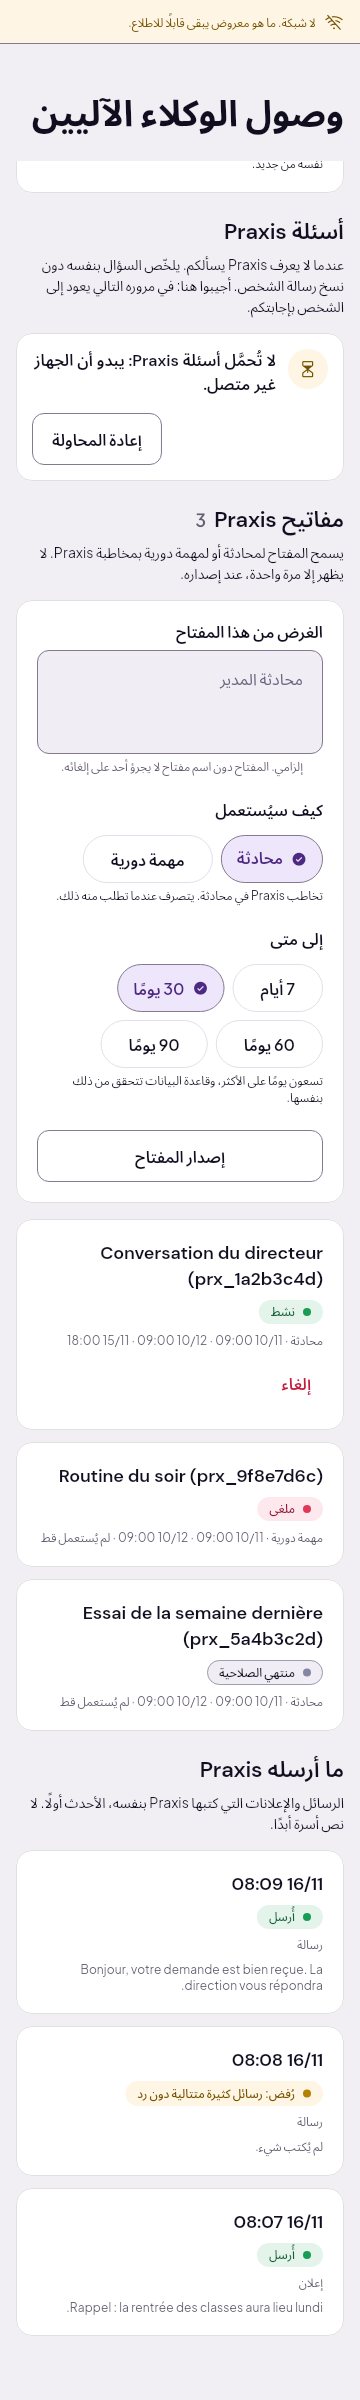 لا شبكة. ما هو معروض يبقى قابلًا للاطلاع.
وصول الوكلاء الآليين
نفسه من جديد.
أسئلة Praxis
عندما لا يعرف Praxis يسألكم. يلخّص السؤال بنفسه دون
نسخ رسالة الشخص. أجيبوا هنا: في مروره التالي يعود إلى
الشخص بإجابتكم.
لا تُحمَّل أسئلة Praxis: يبدو أن الجهاز
غير متصل.
إعادة المحاولة
مفاتيح Praxis 3
يسمح المفتاح لمحادثة أو لمهمة دورية بمخاطبة Praxis. لا
يظهر إلا مرة واحدة، عند إصداره.
الغرض من هذا المفتاح
محادثة المدير
إلزامي. المفتاح دون اسم مفتاح لا يجرؤ أحد على إلغائه.
كيف سيُستعمل
محادثة
مهمة دورية
تخاطب Praxis في محادثة. يتصرف عندما تطلب منه ذلك.
إلى متى
7 أيام
30 يومًا
60 يومًا
90 يومًا
تسعون يومًا على الأكثر، وقاعدة البيانات تتحقق من ذلك
بنفسها.
إصدار المفتاح
Conversation du directeur
(prx_1a2b3c4d)
نشط
محادثة · 10/11 09:00 · 10/12 09:00 · 15/11 18:00
إلغاء
Routine du soir (prx_9f8e7d6c)
ملغى
مهمة دورية · 10/11 09:00 · 10/12 09:00 · لم يُستعمل قط
Essai de la semaine dernière
(prx_5a4b3c2d)
منتهي الصلاحية
محادثة · 10/11 09:00 · 10/12 09:00 · لم يُستعمل قط
ما أرسله Praxis
الرسائل والإعلانات التي كتبها Praxis بنفسه، الأحدث أولًا. لا
نص أسرة أبدًا.
16/11 08:09
أُرسل
رسالة
Bonjour, votre demande est bien reçue. La
direction vous répondra.
16/11 08:08
رُفض: رسائل كثيرة متتالية دون رد
رسالة
لم يُكتب شيء.
16/11 08:07
أُرسل
إعلان
Rappel : la rentrée des classes aura lieu lundi.